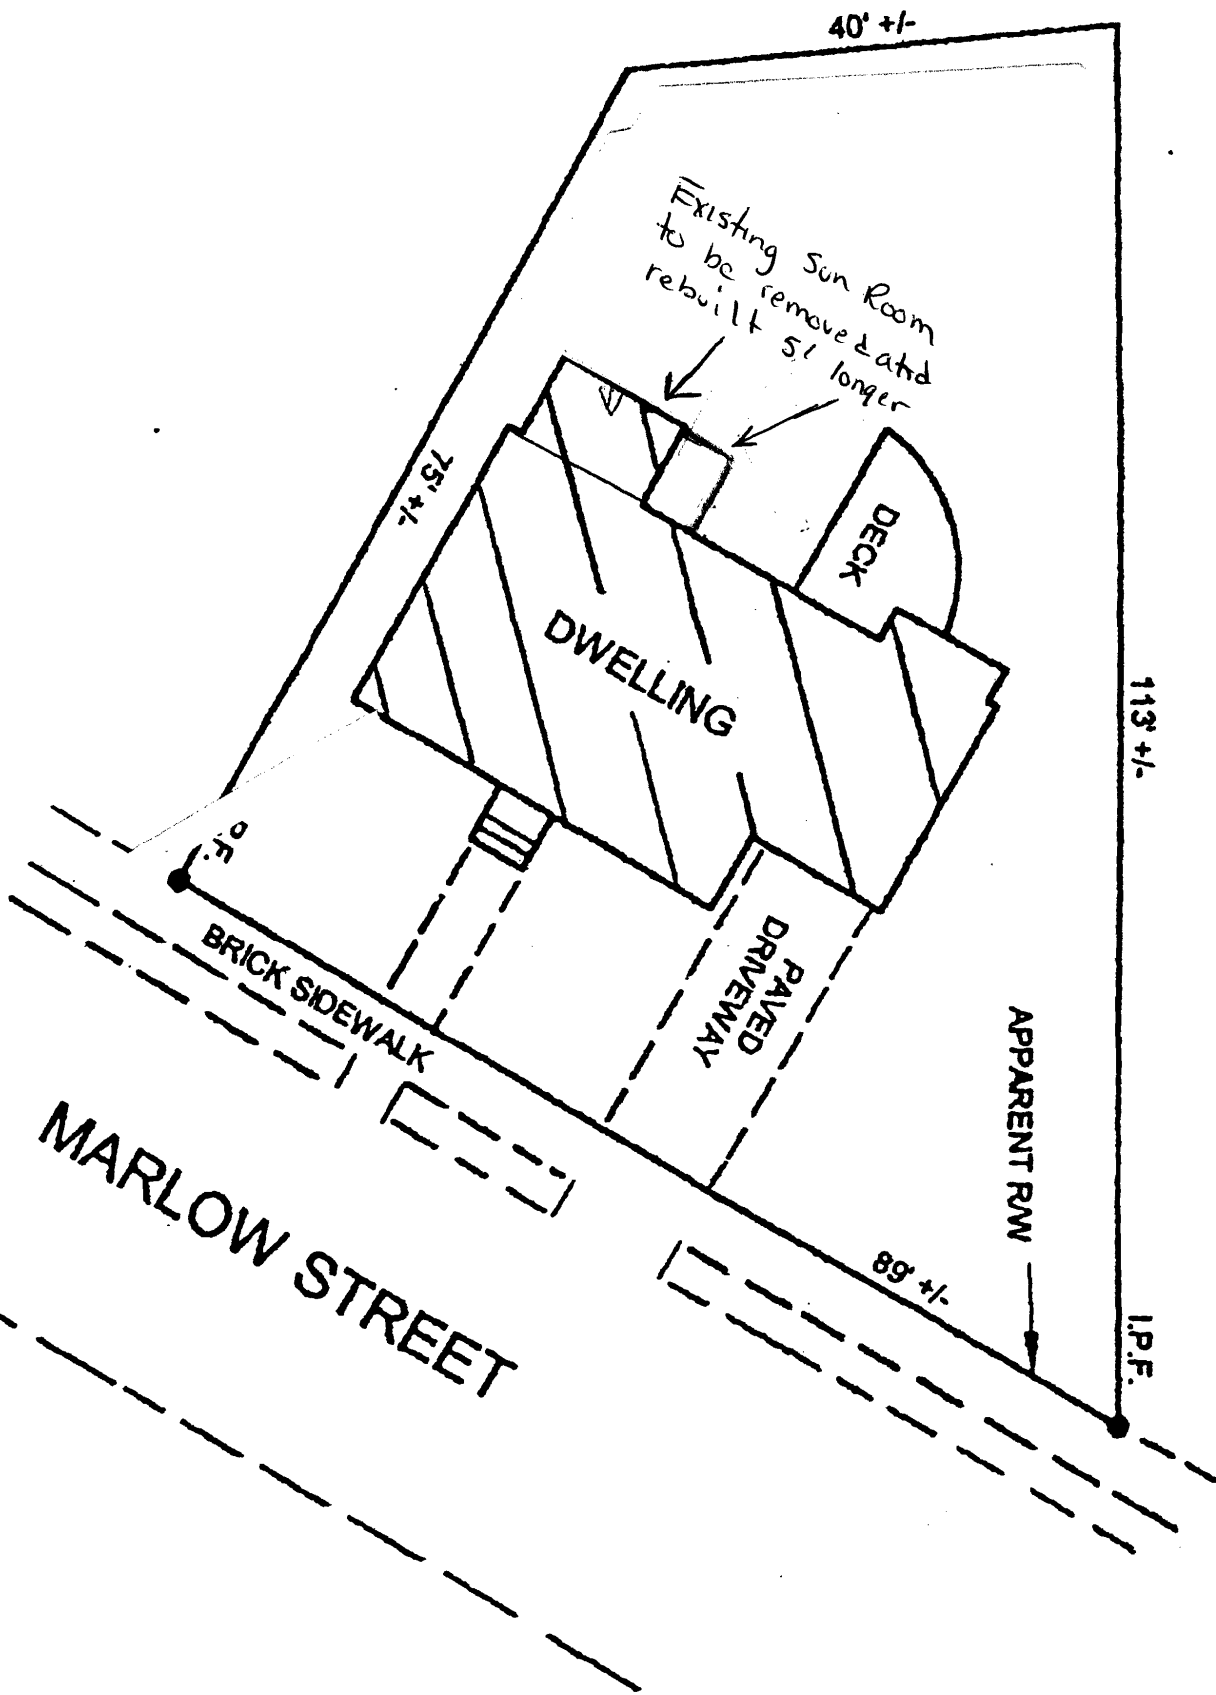 40' +/-
Existing Sun Room
to be removed and
rebuilt 5' longer
75' +/-
DECK
DWELLING
113' +/-
PAVED
DRIVEWAY
BRICK SIDEWALK
APPARENT R/W
MARLOW STREET
89' +/-
I.P.F.